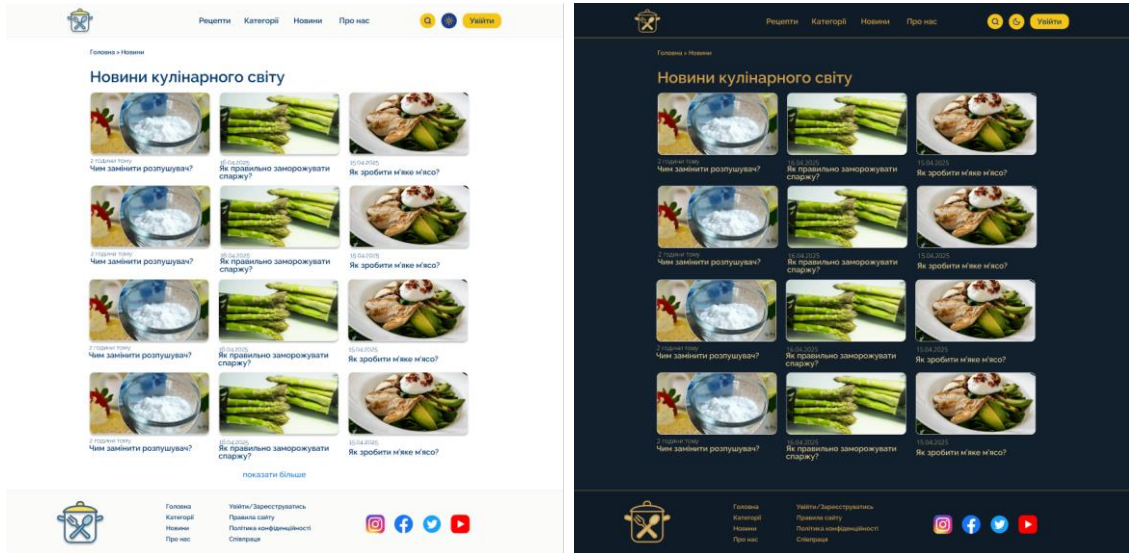 Рецепти Категорії Новини Про нас Увійти
Головна » Новини
Новини кулінарного світу
2 години тому 16.04.2025 15.04.2025
Чим замінити розпушувач? Як правильно заморожувати спаржу? Як зробити м'яке м'ясо?
2 години тому 16.04.2025 15.04.2025
Чим замінити розпушувач? Як правильно заморожувати спаржу? Як зробити м'яке м'ясо?
2 години тому 16.04.2025 15.04.2025
Чим замінити розпушувач? Як правильно заморожувати спаржу? Як зробити м'яке м'ясо?
2 години тому 16.04.2025 15.04.2025
Чим замінити розпушувач? Як правильно заморожувати спаржу? Як зробити м'яке м'ясо?
показати більше
Головна Увійти/Зареєструватись
Категорії Правила сайту
Новини Політика конфіденційності
Про нас Співпраця
Рецепти Категорії Новини Про нас Увійти
Головна » Новини
Новини кулінарного світу
2 години тому 16.04.2025 15.04.2025
Чим замінити розпушувач? Як правильно заморожувати спаржу? Як зробити м'яке м'ясо?
2 години тому 16.04.2025 15.04.2025
Чим замінити розпушувач? Як правильно заморожувати спаржу? Як зробити м'яке м'ясо?
2 години тому 16.04.2025 15.04.2025
Чим замінити розпушувач? Як правильно заморожувати спаржу? Як зробити м'яке м'ясо?
2 години тому 16.04.2025 15.04.2025
Чим замінити розпушувач? Як правильно заморожувати спаржу? Як зробити м'яке м'ясо?
Головна Увійти/Зареєструватись
Категорії Правила сайту
Новини Політика конфіденційності
Про нас Співпраця